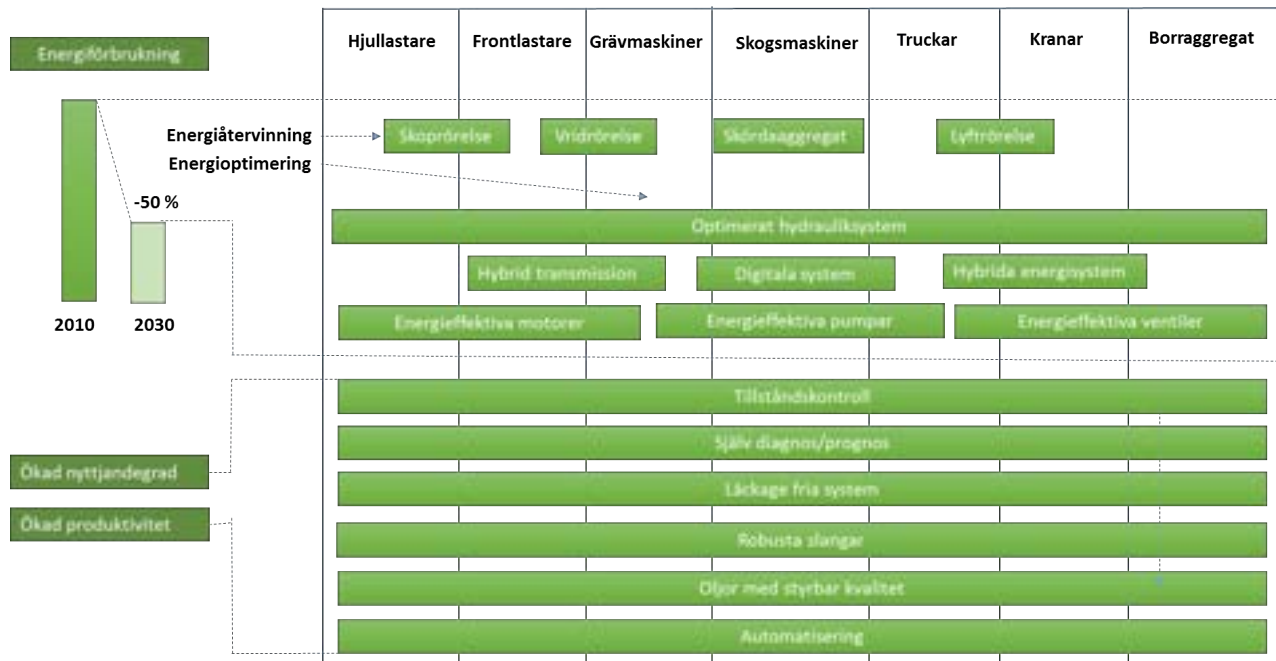 Hjullastare
Frontlastare
Grävmaskiner
Skogsmaskiner
Truckar
Kranar
Borraggregat
Energiförbrukning
Energiåtervinning
Skoprörelse
Vridrörelse
Skördaaggregat
Lyftrörelse
Energioptimering
-50 %
Optimerat hydrauliksystem
Hybrid transmission
Digitala system
Hybrida energisystem
2010
2030
Energieffektiva motorer
Energieffektiva pumpar
Energieffektiva ventiler
Tillståndskontroll
Själv diagnos/prognos
Ökad nyttjandegrad
Läckage fria system
Ökad produktivitet
Robusta slangar
Oljor med styrbar kvalitet
Automatisering